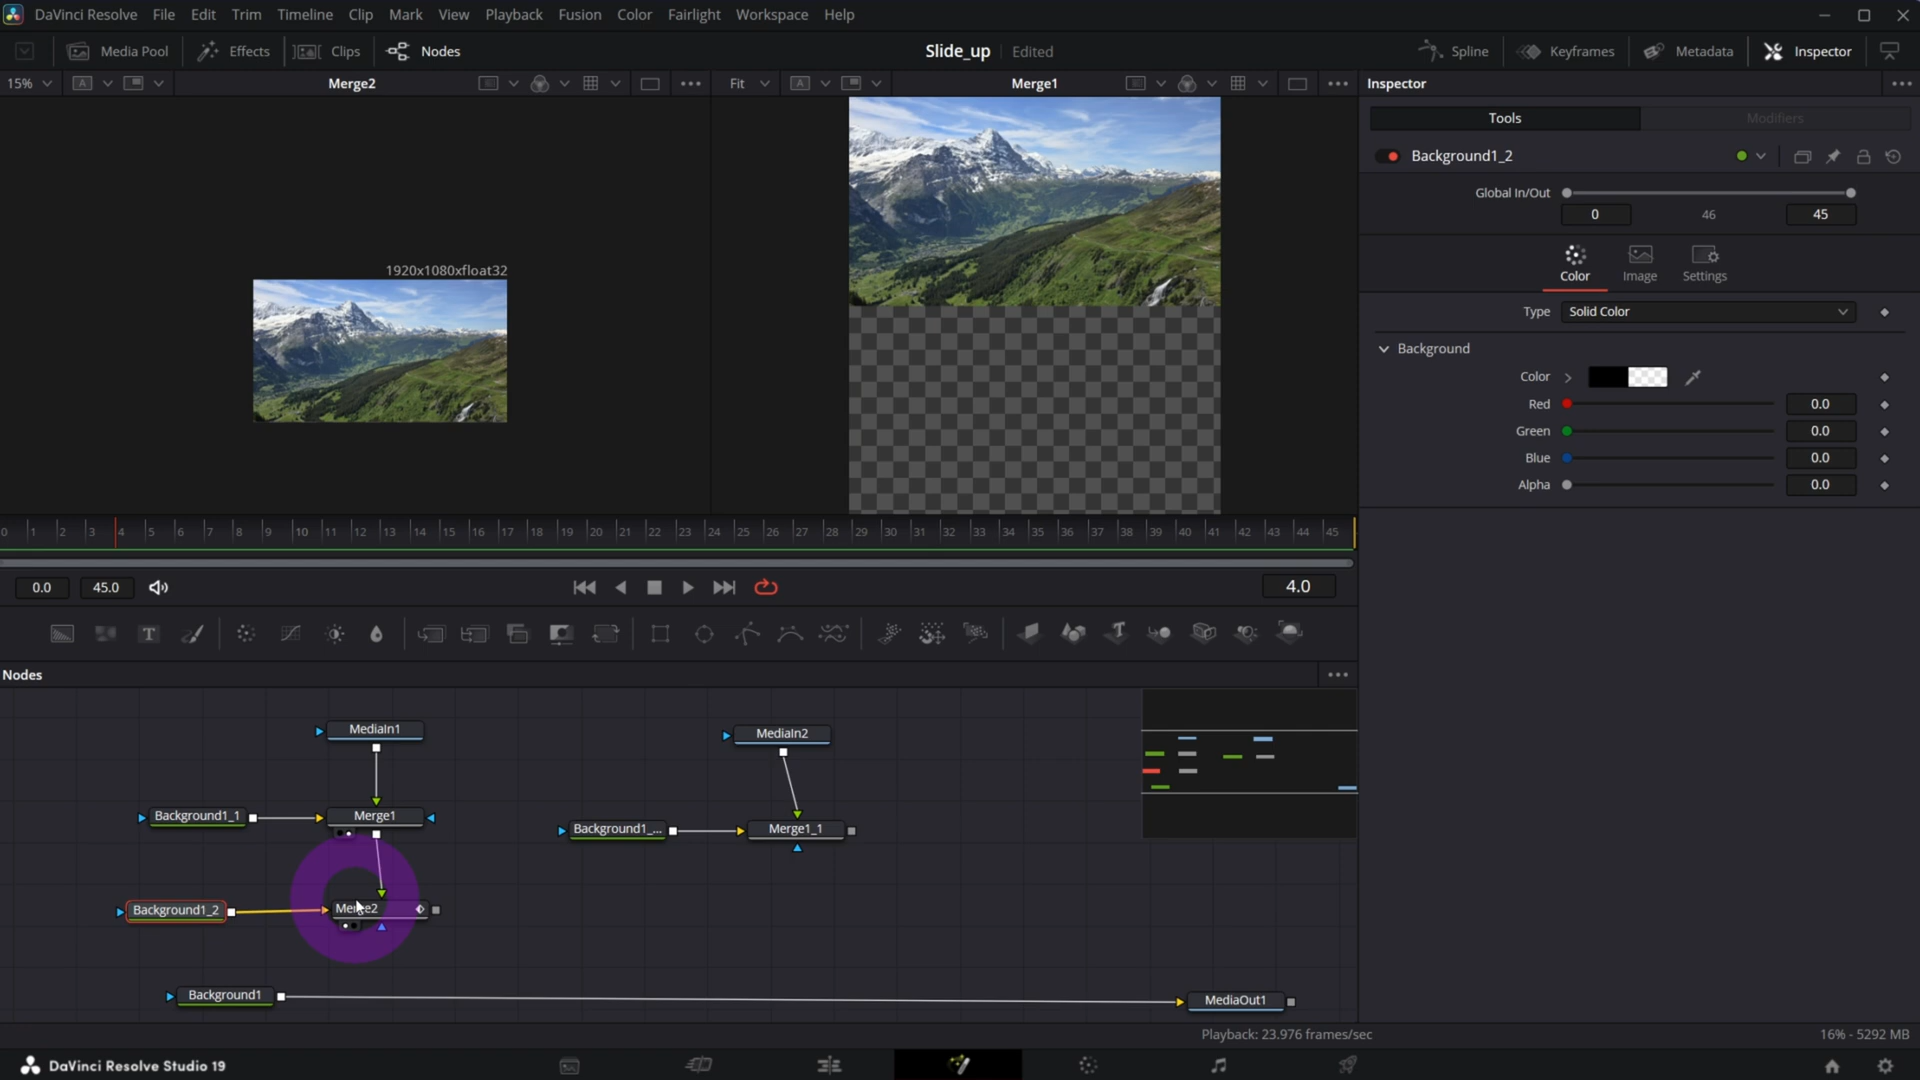 DaVinci Resolve File Edit Trim Timeline Clip Mark View Playback Fusion Color Fairlight Workspace Help
Media Pool Effects Clips Nodes Slide_up Edited Spline Keyframes Metadata Inspector
15% A Merge2 Fit A Merge1 Inspector
Tools Modifiers
Background1_2
Global In/Out
0 46 45
Color Image Settings
1920x1080xfloat32
Type Solid Color
Background
Color
Red 0.0
Green 0.0
Blue 0.0
Alpha 0.0
0 1 2 3 4 5 6 7 8 9 10 11 12 13 14 15 16 17 18 19 20 21 22 23 24 25 26 27 28 29 30 31 32 33 34 35 36 37 38 39 40 41 42 43 44 45
0.0 45.0 4.0
T T
Nodes
MediaIn1 MediaIn2
Background1_1 Merge1 Background1_... Merge1_1
Background1_2 Merge2
Background1 MediaOut1
Playback: 23.976 frames/sec 16% - 5292 MB
DaVinci Resolve Studio 19